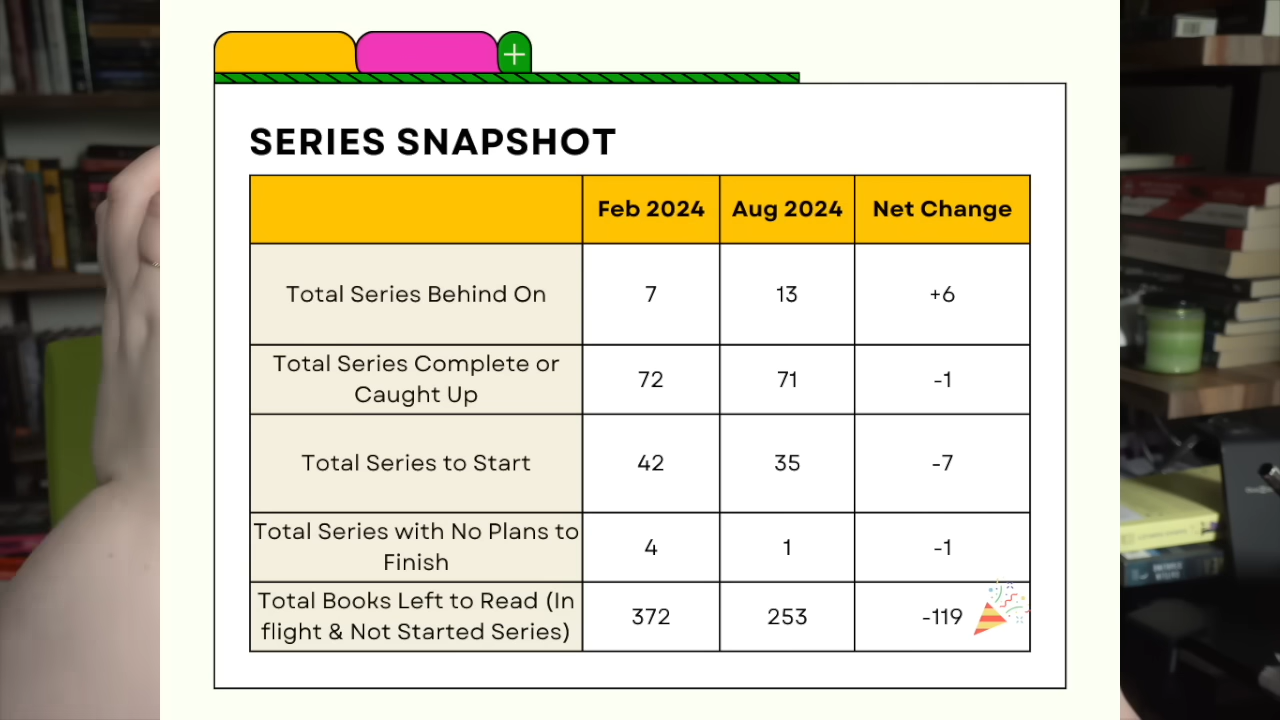 SERIES SNAPSHOT
Feb 2024 Aug 2024 Net Change
Total Series Behind On 7 13 +6
Total Series Complete or
Caught Up 72 71 -1
Total Series to Start 42 35 -7
Total Series with No Plans to
Finish 4 1 -1
Total Books Left to Read (In
flight & Not Started Series) 372 253 -119